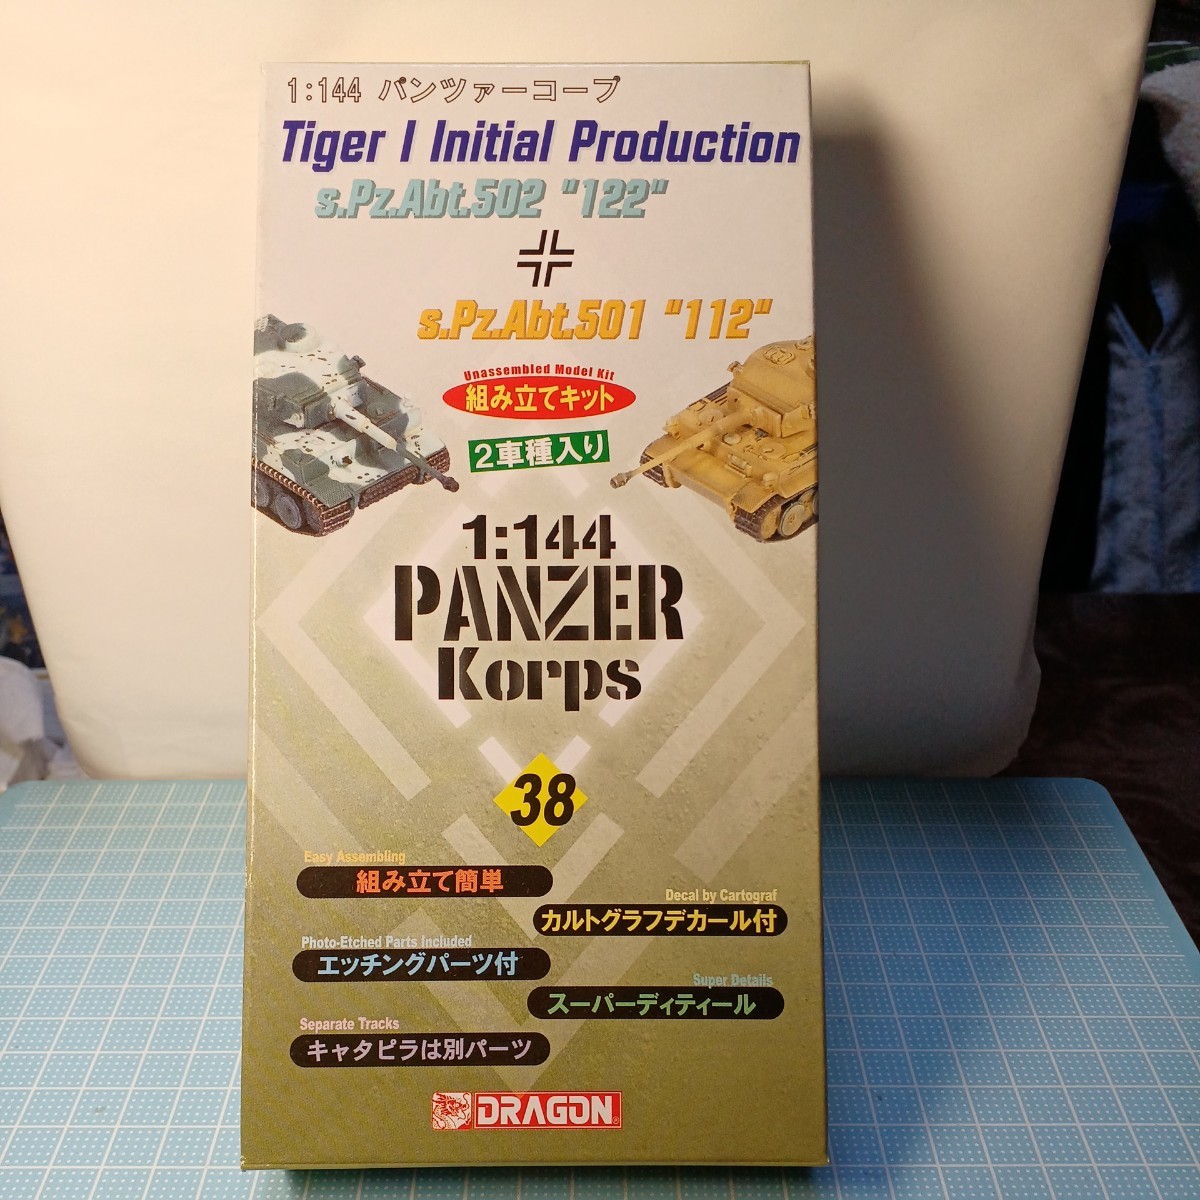 1:144 パンツァーコープ
Tiger I Initial Production
s.Pz.Abt.502 "122"
s.Pz.Abt.501 "112"
Unassembled Model Kit
組み立てキット
2車種入り
1:144
PANZER
Korps
38
Easy Assembling
組み立て簡単
Decal by Cartograf
カルトグラフデカール付
Photo-Etched Parts Included
エッチングパーツ付
Super Details
スーパーディティール
Separate Tracks
キャタピラは別パーツ
DRAGON